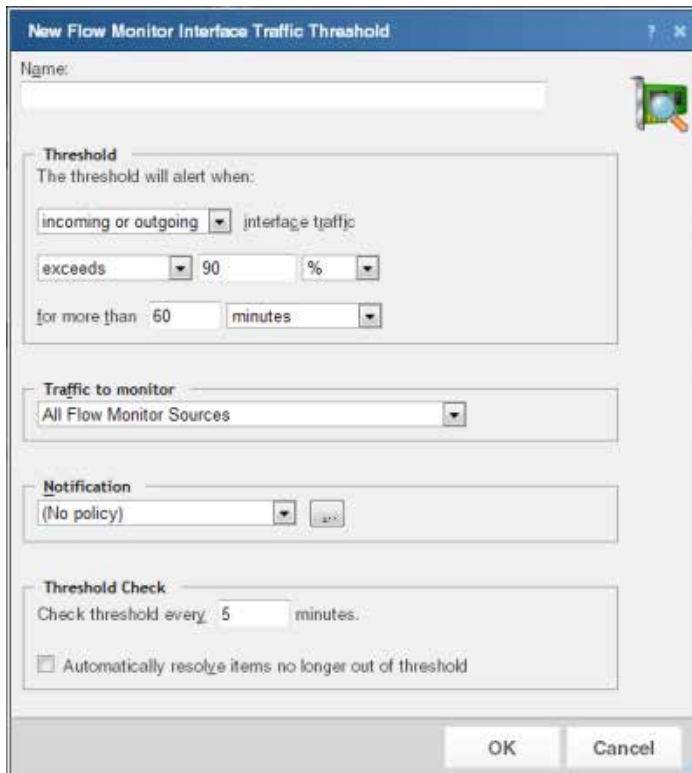 New Flow Monitor Interface Traffic Threshold ? ×
Name:
Threshold
The threshold will alert when:
incoming or outgoing interface traffic
exceeds 90 %
for more than 60 minutes
Traffic to monitor
All Flow Monitor Sources
Notification
(No policy) ...
Threshold Check
Check threshold every 5 minutes.
Automatically resolve items no longer out of threshold
OK Cancel